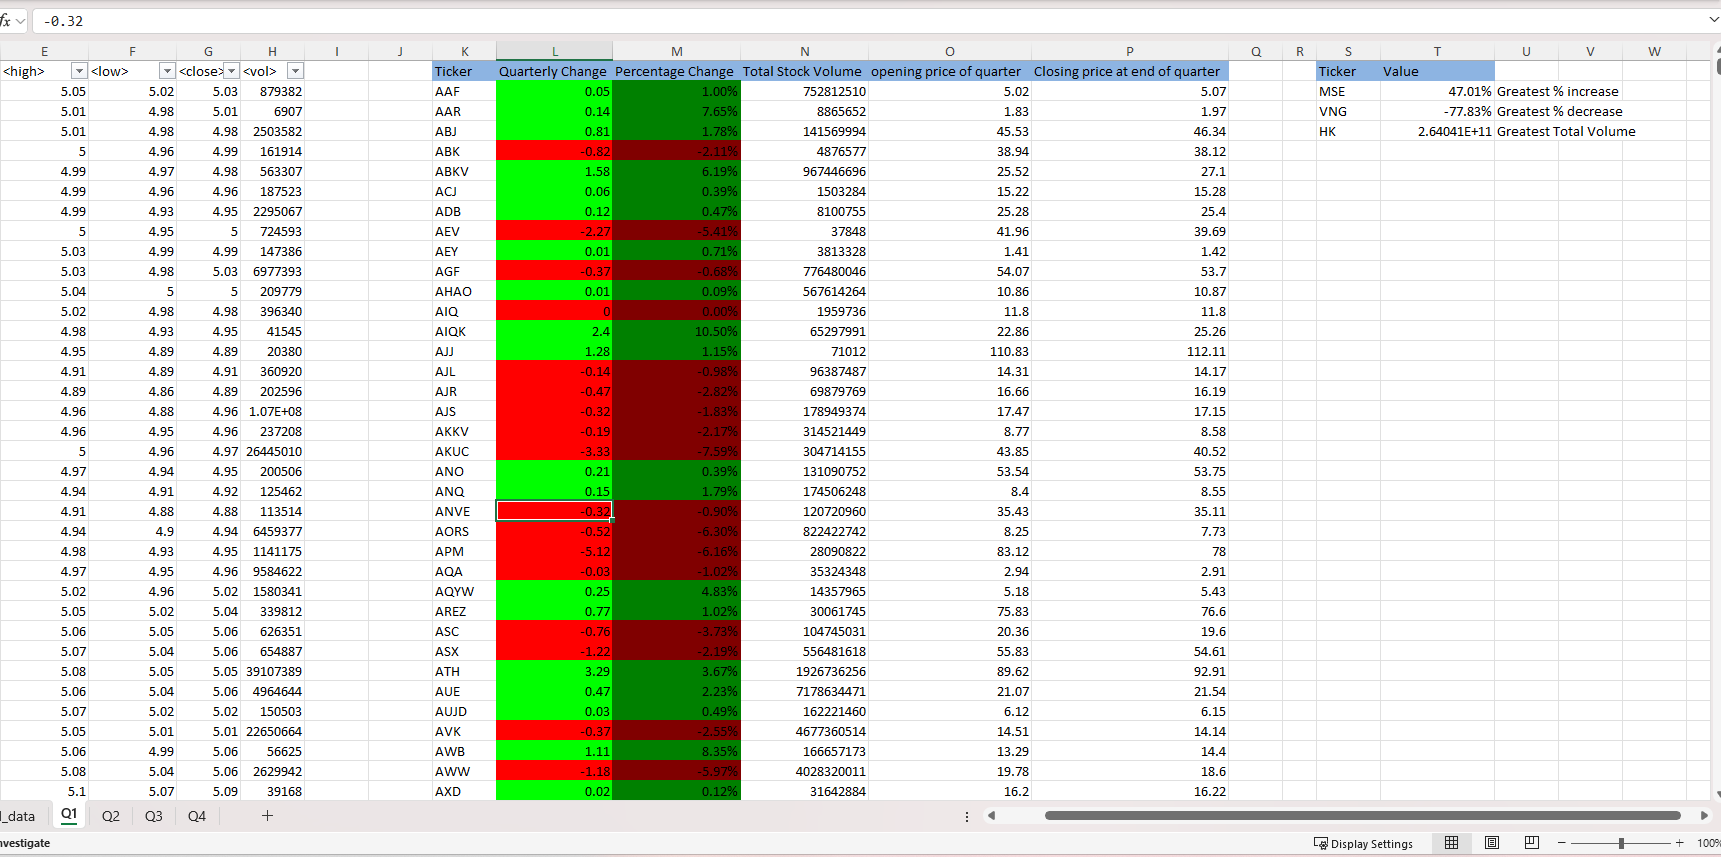 fx -0.32
E F G H I J K L M N O P Q R S T U V W
<high> <low> <close> <vol> Ticker Quarterly Change Percentage Change Total Stock Volume opening price of quarter Closing price at end of quarter Ticker Value
5.05 5.02 5.03 879382 AAF 0.05 1.00% 752812510 5.02 5.07 MSE 47.01% Greatest % increase
5.01 4.98 5.01 6907 AAR 0.14 7.65% 8865652 1.83 1.97 VNG -77.83% Greatest % decrease
5.01 4.98 4.98 2503582 ABJ 0.81 1.78% 141569994 45.53 46.34 HK 2.64041E+11 Greatest Total Volume
5 4.96 4.99 161914 ABK -0.82 -2.11% 4876577 38.94 38.12
4.99 4.97 4.98 563307 ABKV 1.58 6.19% 967446696 25.52 27.1
4.99 4.96 4.96 187523 ACJ 0.06 0.39% 1503284 15.22 15.28
4.99 4.93 4.95 2295067 ADB 0.12 0.47% 8100755 25.28 25.4
5 4.95 5 724593 AEV -2.27 -5.41% 37848 41.96 39.69
5.03 4.99 4.99 147386 AEY 0.01 0.71% 3813328 1.41 1.42
5.03 4.98 5.03 6977393 AGF -0.37 -0.68% 776480046 54.07 53.7
5.04 5 5 209779 AHAO 0.01 0.09% 567614264 10.86 10.87
5.02 4.98 4.98 396340 AIQ 0 0.00% 1959736 11.8 11.8
4.98 4.93 4.95 41545 AIQK 2.4 10.50% 65297991 22.86 25.26
4.95 4.89 4.89 20380 AJJ 1.28 1.15% 71012 110.83 112.11
4.91 4.89 4.91 360920 AJL -0.14 -0.98% 96387487 14.31 14.17
4.89 4.86 4.89 202596 AJR -0.47 -2.82% 69879769 16.66 16.19
4.96 4.88 4.96 1.07E+08 AJS -0.32 -1.83% 178949374 17.47 17.15
4.96 4.95 4.96 237208 AKKV -0.19 -2.17% 314521449 8.77 8.58
5 4.96 4.97 26445010 AKUC -3.33 -7.59% 304714155 43.85 40.52
4.97 4.94 4.95 200506 ANO 0.21 0.39% 131090752 53.54 53.75
4.94 4.91 4.92 125462 ANQ 0.15 1.79% 174506248 8.4 8.55
4.91 4.88 4.88 113514 ANVE -0.32 -0.90% 120720960 35.43 35.11
4.94 4.9 4.94 6459377 AORS -0.52 -6.30% 822422742 8.25 7.73
4.98 4.93 4.95 1141175 APM -5.12 -6.16% 28090822 83.12 78
4.97 4.95 4.96 9584622 AQA -0.03 -1.02% 35324348 2.94 2.91
5.02 4.96 5.02 1580341 AQYW 0.25 4.83% 14357965 5.18 5.43
5.05 5.02 5.04 339812 AREZ 0.77 1.02% 30061745 75.83 76.6
5.06 5.05 5.06 626351 ASC -0.76 -3.73% 104745031 20.36 19.6
5.07 5.04 5.06 654887 ASX -1.22 -2.19% 556481618 55.83 54.61
5.08 5.05 5.05 39107389 ATH 3.29 3.67% 1926736256 89.62 92.91
5.06 5.04 5.06 4964644 AUE 0.47 2.23% 7178634471 21.07 21.54
5.07 5.02 5.02 150503 AUJD 0.03 0.49% 162221460 6.12 6.15
5.05 5.01 5.01 22650664 AVK -0.37 -2.55% 4677360514 14.51 14.14
5.06 4.99 5.06 56625 AWB 1.11 8.35% 166657173 13.29 14.4
5.08 5.04 5.06 2629942 AWW -1.18 -5.97% 4028320011 19.78 18.6
5.1 5.07 5.09 39168 AXD 0.02 0.12% 31642884 16.2 16.22
_data Q1 Q2 Q3 Q4 +
nvestigate Display Settings - + 100%